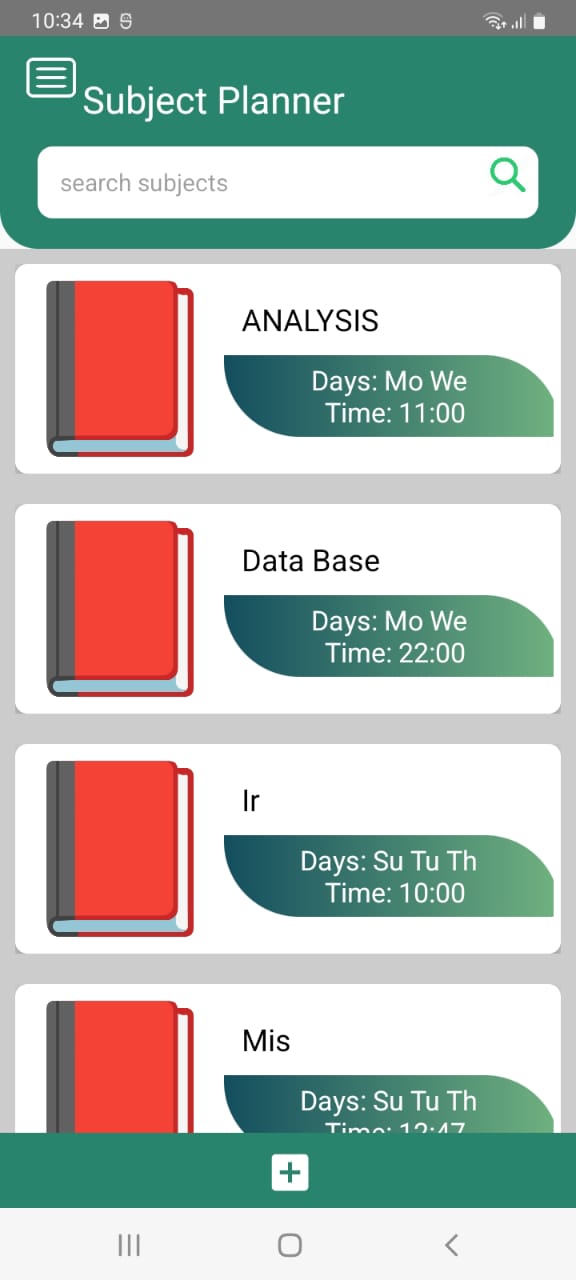 10:34
Subject Planner
search subjects
ANALYSIS
Days: Mo We
Time: 11:00
Data Base
Days: Mo We
Time: 22:00
Ir
Days: Su Tu Th
Time: 10:00
Mis
Days: Su Tu Th
Time: 12:47